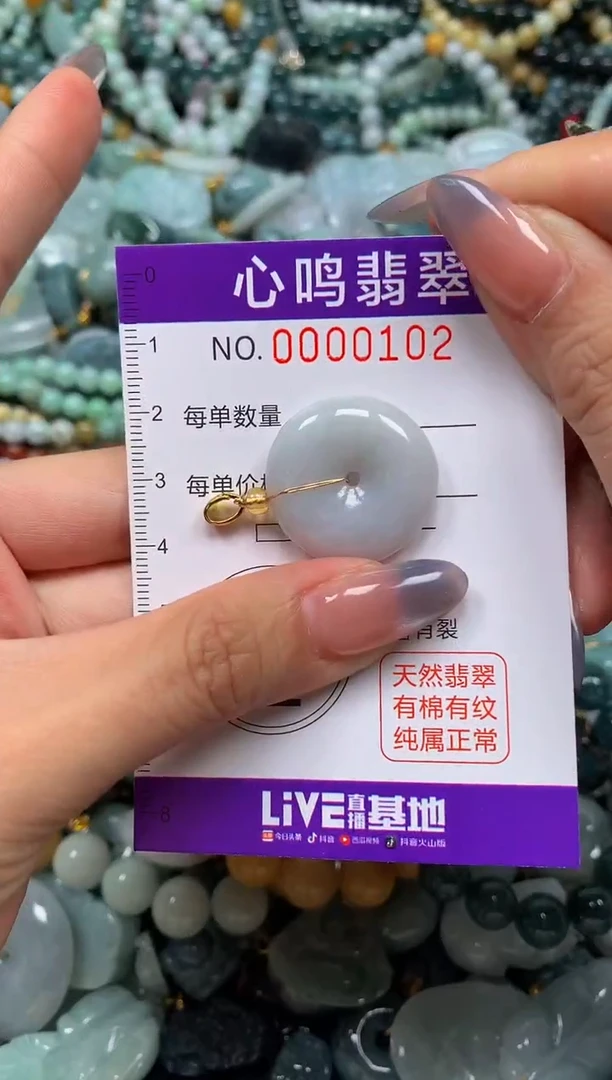 0
心鸣翡翠
1
NO. 0000102
2
每单数量
3
每单价
4
有裂
天然翡翠
有棉有纹
纯属正常
8
LiVE直播基地
今日头条 抖音 西瓜视频 抖音火山版